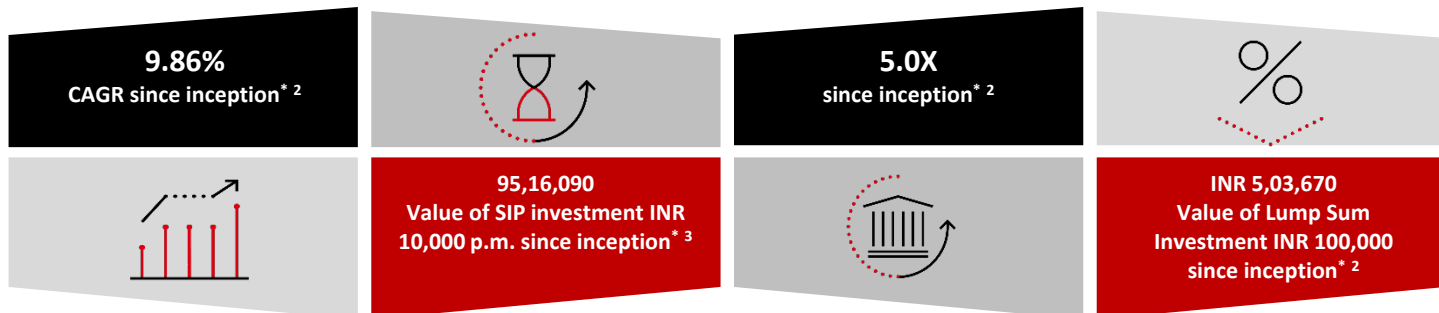 9.86%
CAGR since inception* 2
5.0X
since inception* 2
95,16,090
Value of SIP investment INR
10,000 p.m. since inception* 3
INR 5,03,670
Value of Lump Sum
Investment INR 100,000
since inception* 2